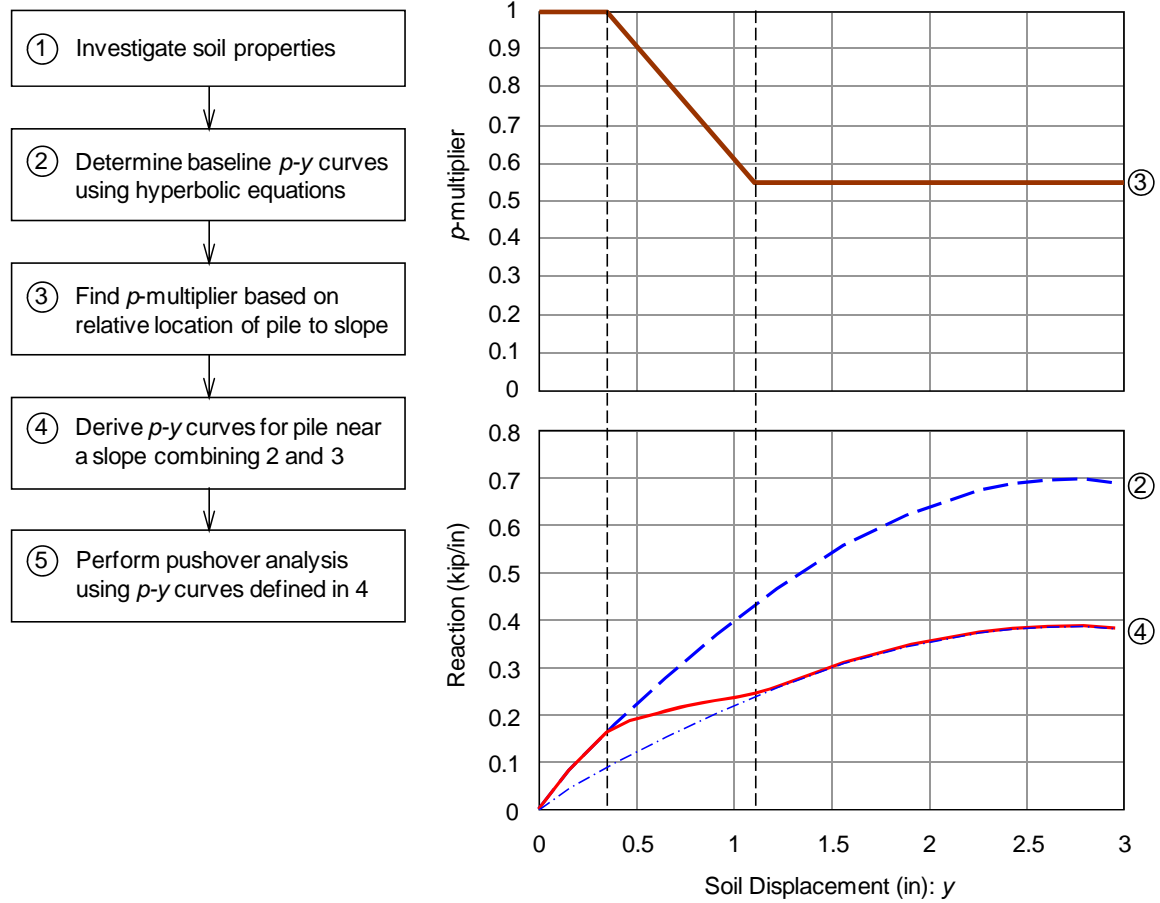 ① Investigate soil properties
② Determine baseline p-y curves
using hyperbolic equations
③ Find p-multiplier based on
relative location of pile to slope
④ Derive p-y curves for pile near
a slope combining 2 and 3
⑤ Perform pushover analysis
using p-y curves defined in 4
p-multiplier
1
0.9
0.8
0.7
0.6
0.5
0.4
0.3
0.2
0.1
0
③
Reaction (kip/in)
0.8
0.7
0.6
0.5
0.4
0.3
0.2
0.1
0
②
④
0 0.5 1 1.5 2 2.5 3
Soil Displacement (in): y